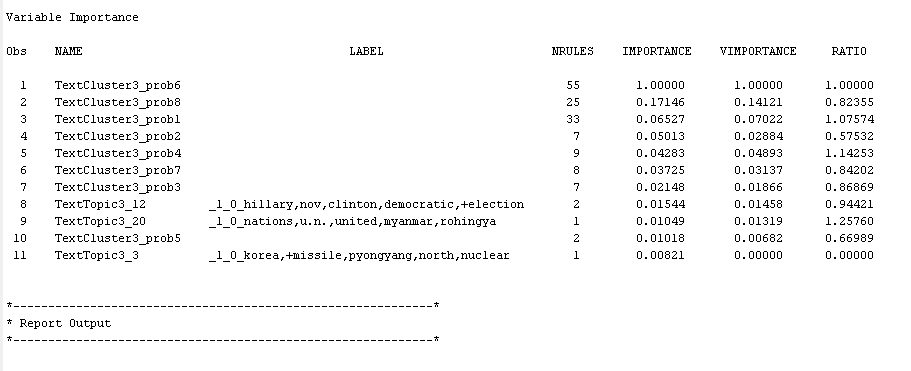 Variable Importance
Obs NAME LABEL NRULES IMPORTANCE VIMPORTANCE RATIO
1 TextCluster3_prob6 55 1.00000 1.00000 1.00000
2 TextCluster3_prob8 25 0.17146 0.14121 0.82355
3 TextCluster3_prob1 33 0.06527 0.07022 1.07574
4 TextCluster3_prob2 7 0.05013 0.02884 0.57532
5 TextCluster3_prob4 9 0.04283 0.04893 1.14253
6 TextCluster3_prob7 8 0.03725 0.03137 0.84202
7 TextCluster3_prob3 7 0.02148 0.01866 0.86869
8 TextTopic3_12 _1_0_hillary,nov,clinton,democratic,+election 2 0.01544 0.01458 0.94421
9 TextTopic3_20 _1_0_nations,u.n.,united,myanmar,rohingya 1 0.01049 0.01319 1.25760
10 TextCluster3_prob5 2 0.01018 0.00682 0.66989
11 TextTopic3_3 _1_0_korea,+missile,pyongyang,north,nuclear 1 0.00821 0.00000 0.00000
*------------------------------------------------------------*
* Report Output
*------------------------------------------------------------*